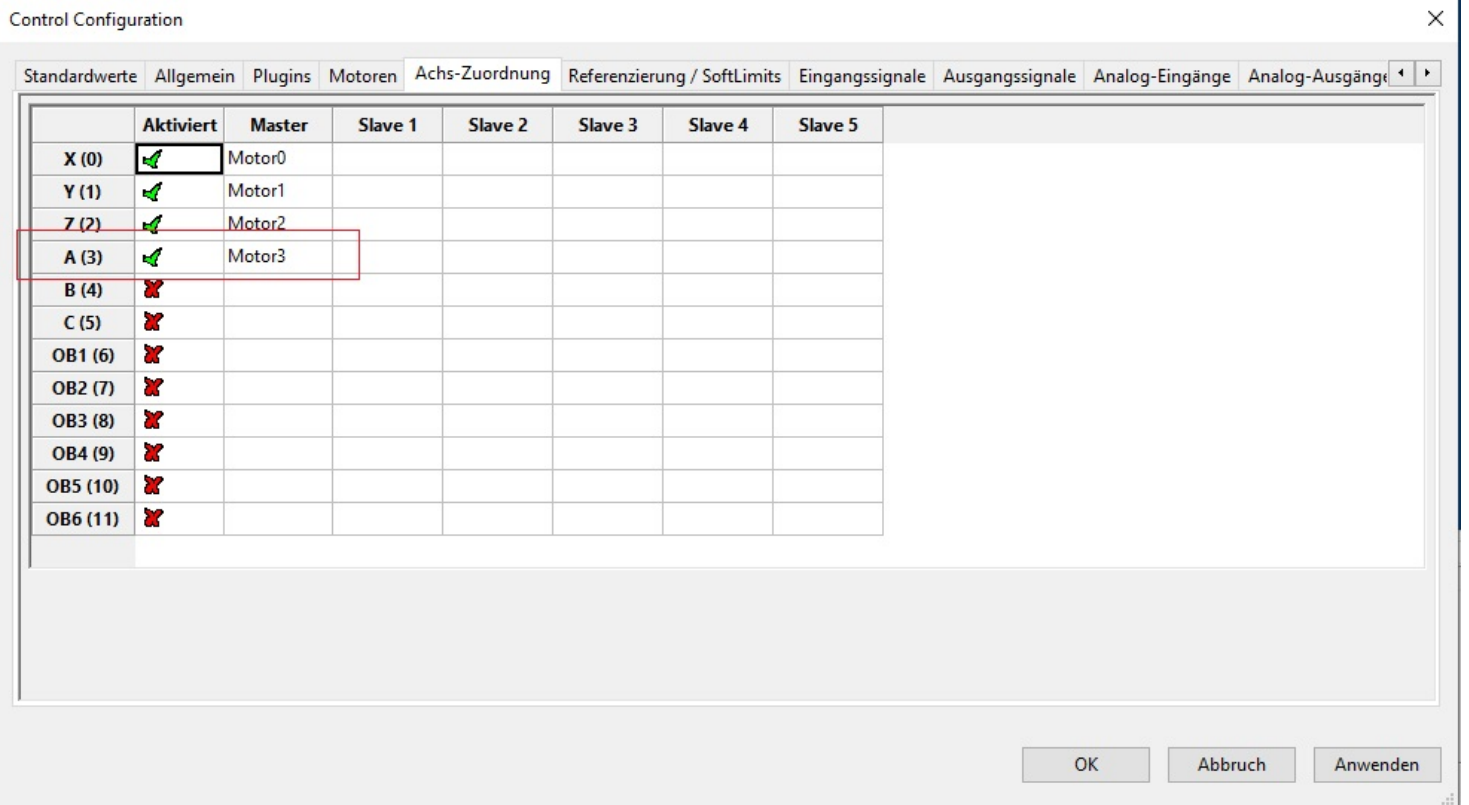 Control Configuration
Standardwerte Allgemein Plugins Motoren Achs-Zuordnung Referenzierung / SoftLimits Eingangssignale Ausgangssignale Analog-Eingänge Analog-Ausgänge
Aktiviert Master Slave 1 Slave 2 Slave 3 Slave 4 Slave 5
X (0) Motor0
Y (1) Motor1
Z (2) Motor2
A (3) Motor3
B (4)
C (5)
OB1 (6)
OB2 (7)
OB3 (8)
OB4 (9)
OB5 (10)
OB6 (11)
OK Abbruch Anwenden